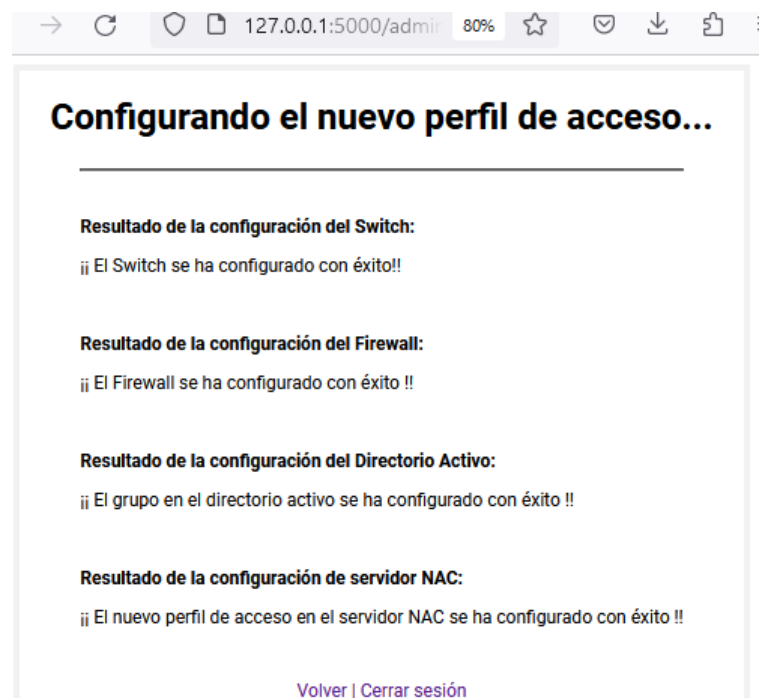 127.0.0.1:5000/admin 80%
Configurando el nuevo perfil de acceso...
Resultado de la configuración del Switch:
¡¡ El Switch se ha configurado con éxito!!
Resultado de la configuración del Firewall:
¡¡ El Firewall se ha configurado con éxito !!
Resultado de la configuración del Directorio Activo:
¡¡ El grupo en el directorio activo se ha configurado con éxito !!
Resultado de la configuración de servidor NAC:
¡¡ El nuevo perfil de acceso en el servidor NAC se ha configurado con éxito !!
Volver | Cerrar sesión